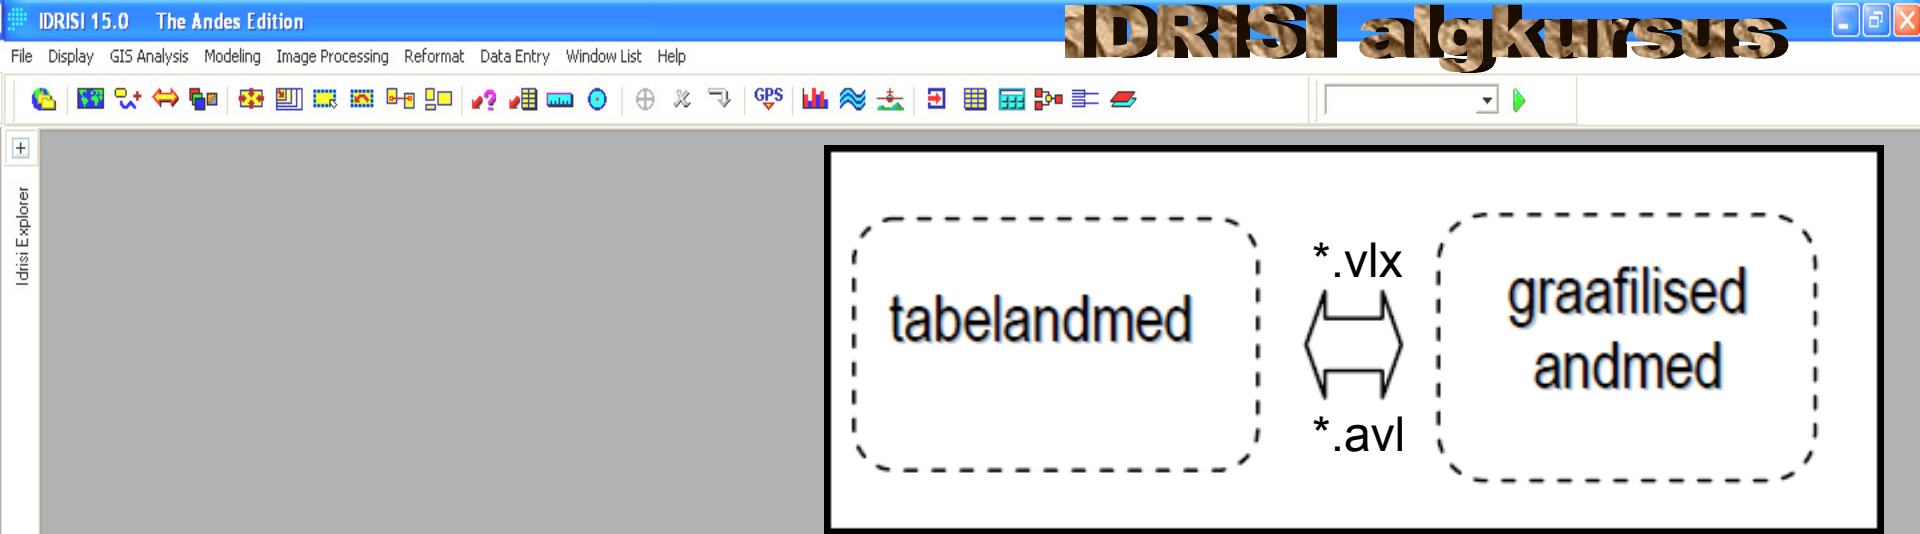 IDRISI 15.0 The Andes Edition
IDRISI algkursus
File Display GIS Analysis Modeling Image Processing Reformat Data Entry Window List Help
GPS
Idrisi Explorer
tabelandmed
*.vlx
*.avl
graafilised
andmed